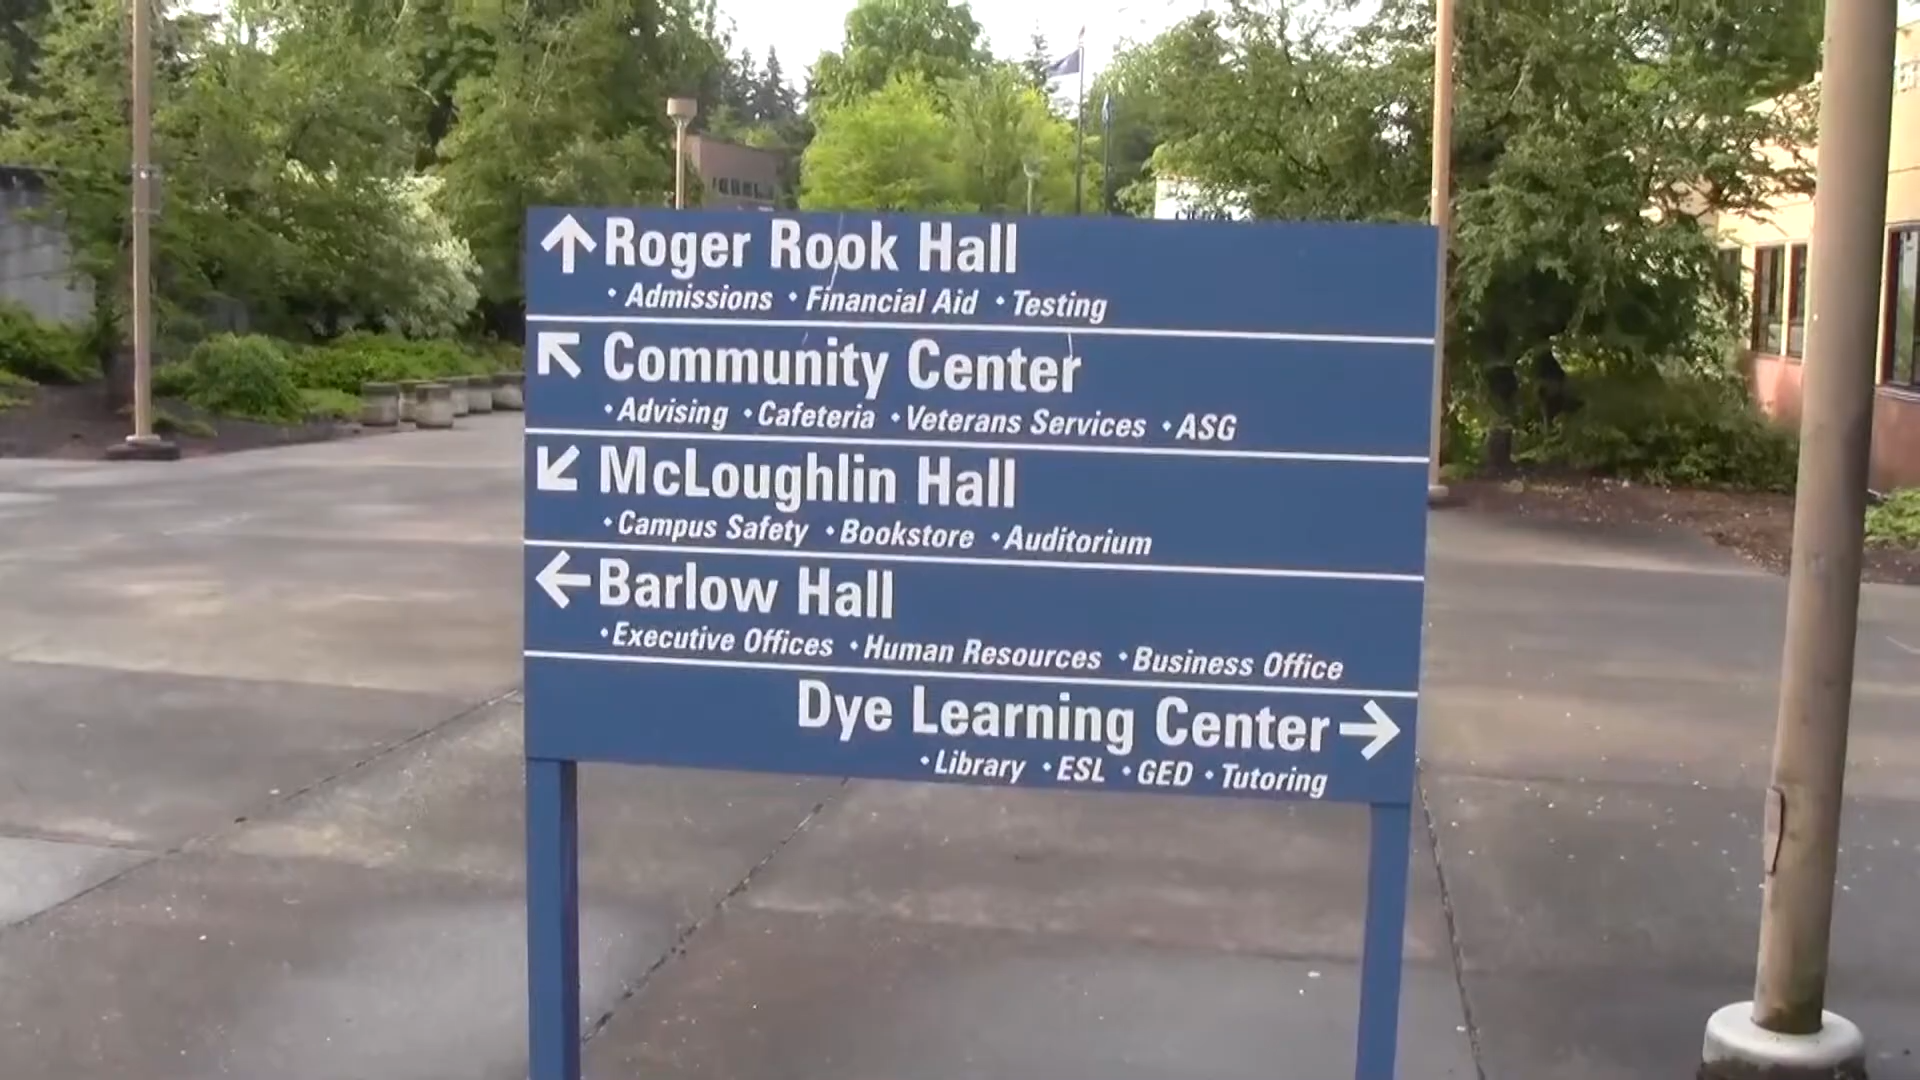 Roger Rook Hall
• Admissions • Financial Aid • Testing
Community Center
• Advising • Cafeteria • Veterans Services • ASG
McLoughlin Hall
• Campus Safety • Bookstore • Auditorium
Barlow Hall
• Executive Offices • Human Resources • Business Office
Dye Learning Center
• Library • ESL • GED • Tutoring